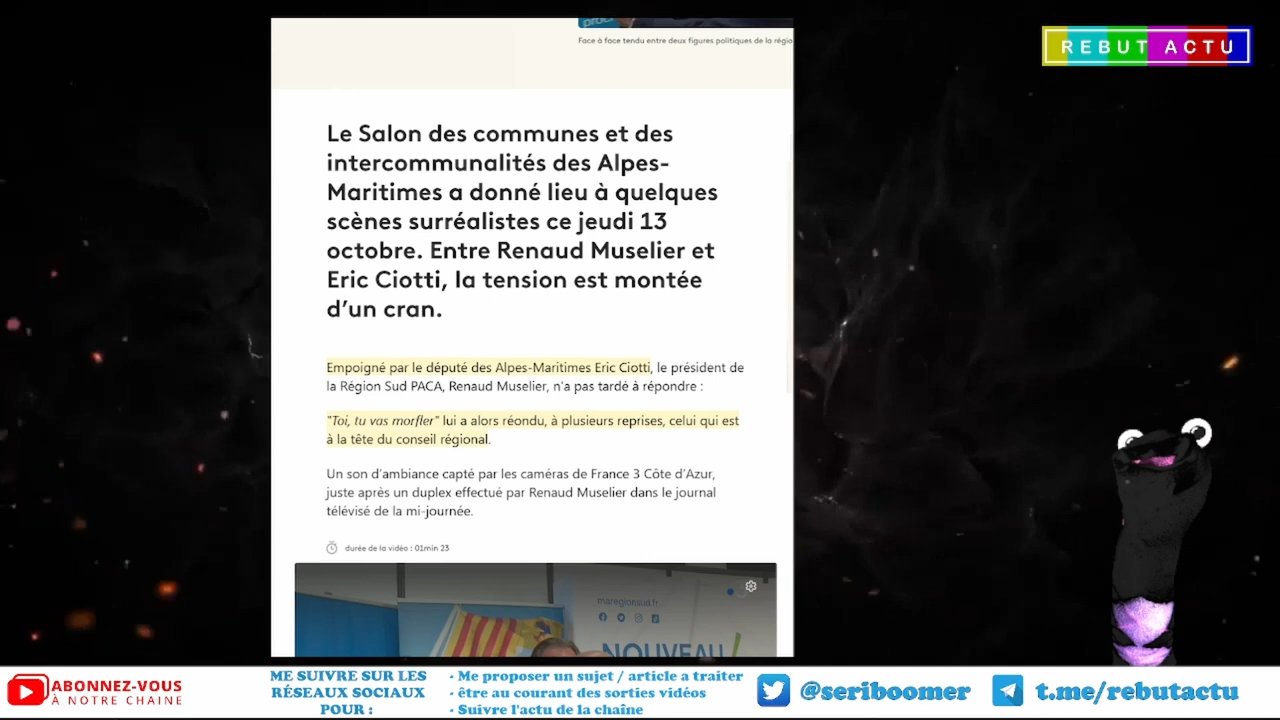 Face à face tendu entre deux figures politiques de la régio
REBUT ACTU
Le Salon des communes et des
intercommunalités des Alpes-
Maritimes a donné lieu à quelques
scènes surréalistes ce jeudi 13
octobre. Entre Renaud Muselier et
Eric Ciotti, la tension est montée
d’un cran.
Empoigné par le député des Alpes-Maritimes Eric Ciotti, le président de
la Région Sud PACA, Renaud Muselier, n'a pas tardé à répondre :
"Toi, tu vas morfler" lui a alors réondu, à plusieurs reprises, celui qui est
à la tête du conseil régional.
Un son d’ambiance capté par les caméras de France 3 Côte d’Azur,
juste après un duplex effectué par Renaud Muselier dans le journal
télévisé de la mi-journée.
durée de la vidéo : 01min 23
maregionsud.fr
NOUVEAU
ABONNEZ-VOUS
À NOTRE CHAINE
ME SUIVRE SUR LES
RÉSEAUX SOCIAUX
POUR :
- Me proposer un sujet / article a traiter
- être au courant des sorties vidéos
- Suivre l'actu de la chaîne
@seriboomer
t.me/rebutactu